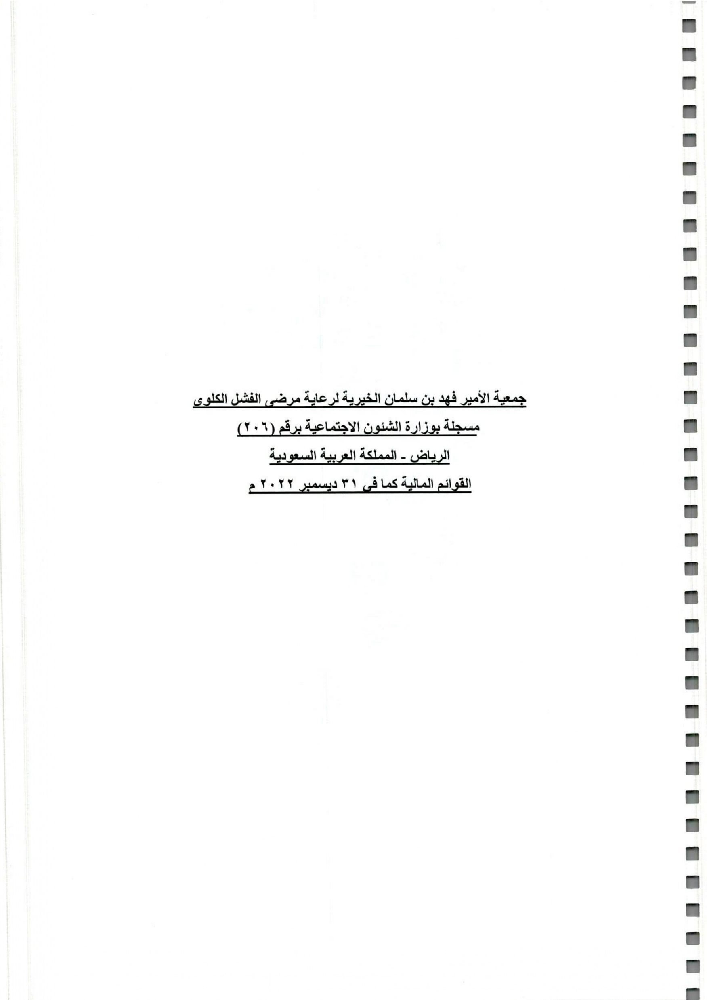 جمعية الأمير فهد بن سلمان الخيرية لرعاية مرضى الفشل الكلوى
مسجلة بوزارة الشئون الاجتماعية برقم (٢٠٦)
الرياض - المملكة العربية السعودية
القوائم المالية كما في ٣١ ديسمبر ٢٠٢٢ م